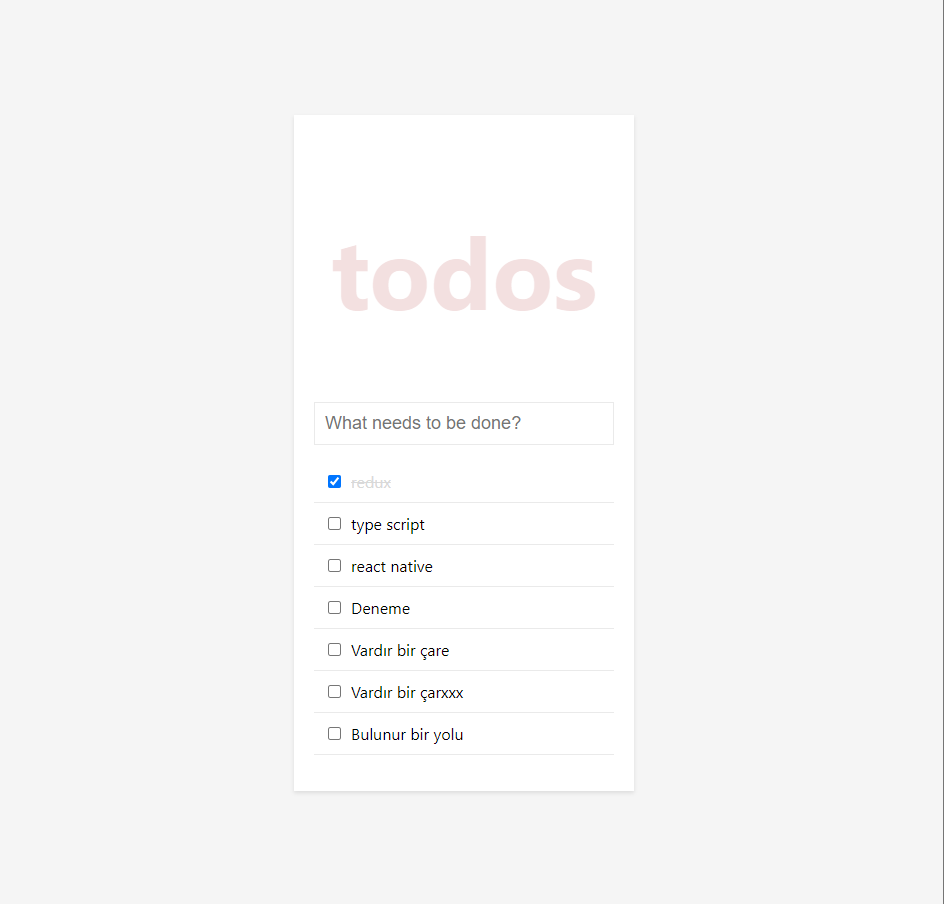 todos
What needs to be done?
redux
type script
react native
Deneme
Vardır bir çare
Vardır bir çarxxx
Bulunur bir yolu